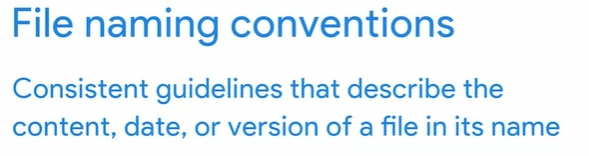 File naming conventions
Consistent guidelines that describe the
content, date, or version of a file in its name